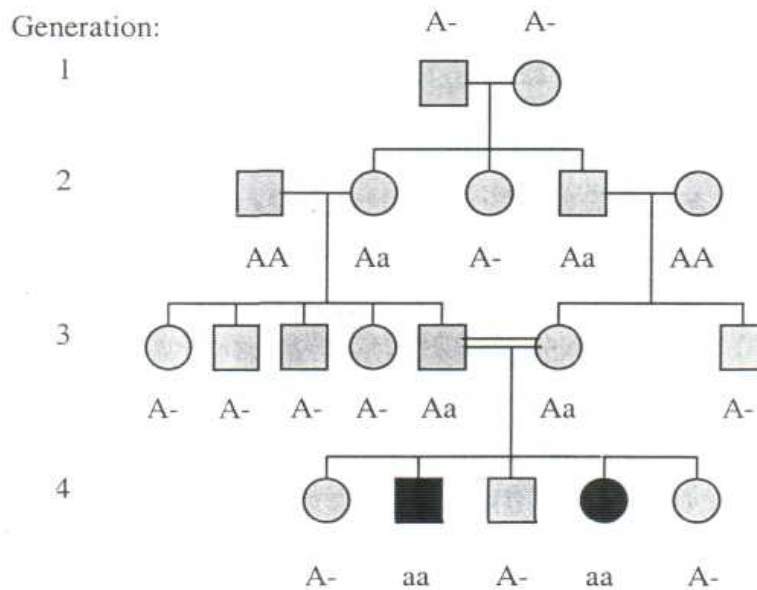 Generation:
A- A-
1
2
AA Aa A- Aa AA
3
A- A- A- A- Aa Aa A-
4
A- aa A- aa A-